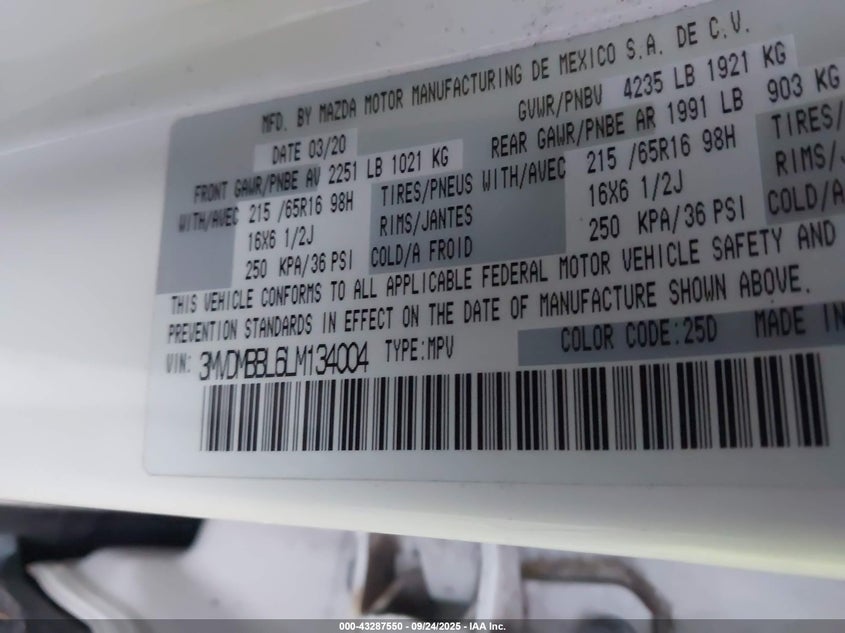 MFD. BY MAZDA MOTOR MANUFACTURING DE MEXICO S.A. DE C.V.
DATE 03/20 GVWR/PNBV 4235 LB 1921 KG
FRONT GAWR/PNBE AV 2251 LB 1021 KG REAR GAWR/PNBE AR 1991 LB 903 KG
WITH/AVEC 215 /65R16 98H TIRES/PNEUS WITH/AVEC 215 /65R16 98H TIRES/
16X6 1/2J RIMS/JANTES 16X6 1/2J RIMS/
250 KPA/36 PSI COLD/A FROID 250 KPA/36 PSI COLD/A
THIS VEHICLE CONFORMS TO ALL APPLICABLE FEDERAL MOTOR VEHICLE SAFETY AND
PREVENTION STANDARDS IN EFFECT ON THE DATE OF MANUFACTURE SHOWN ABOVE.
VIN: 3MVDMBBL6LM134004 TYPE:MPV COLOR CODE:25D MADE IN
000-43287550 - 09/24/2025 - IAA Inc.